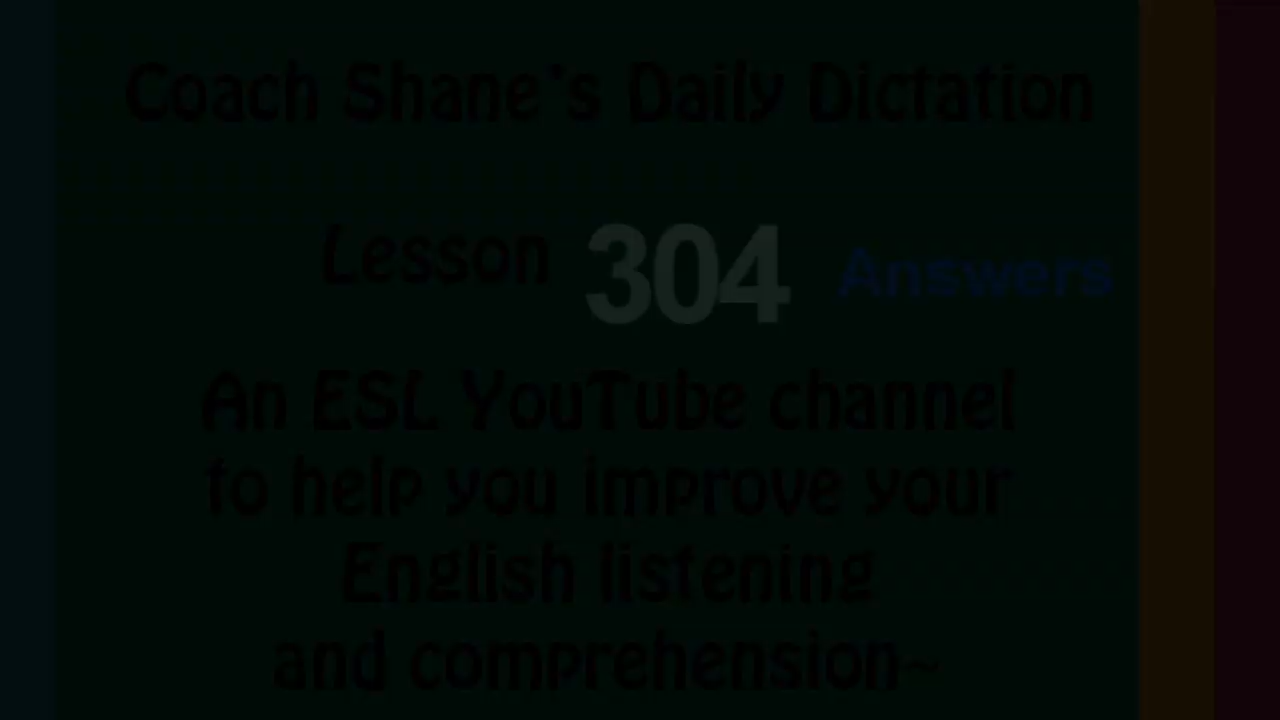 Coach Shane's Daily Dictation
Lesson 304 Answers
An ESL YouTube channel
to help you improve your
English listening
and comprehension~